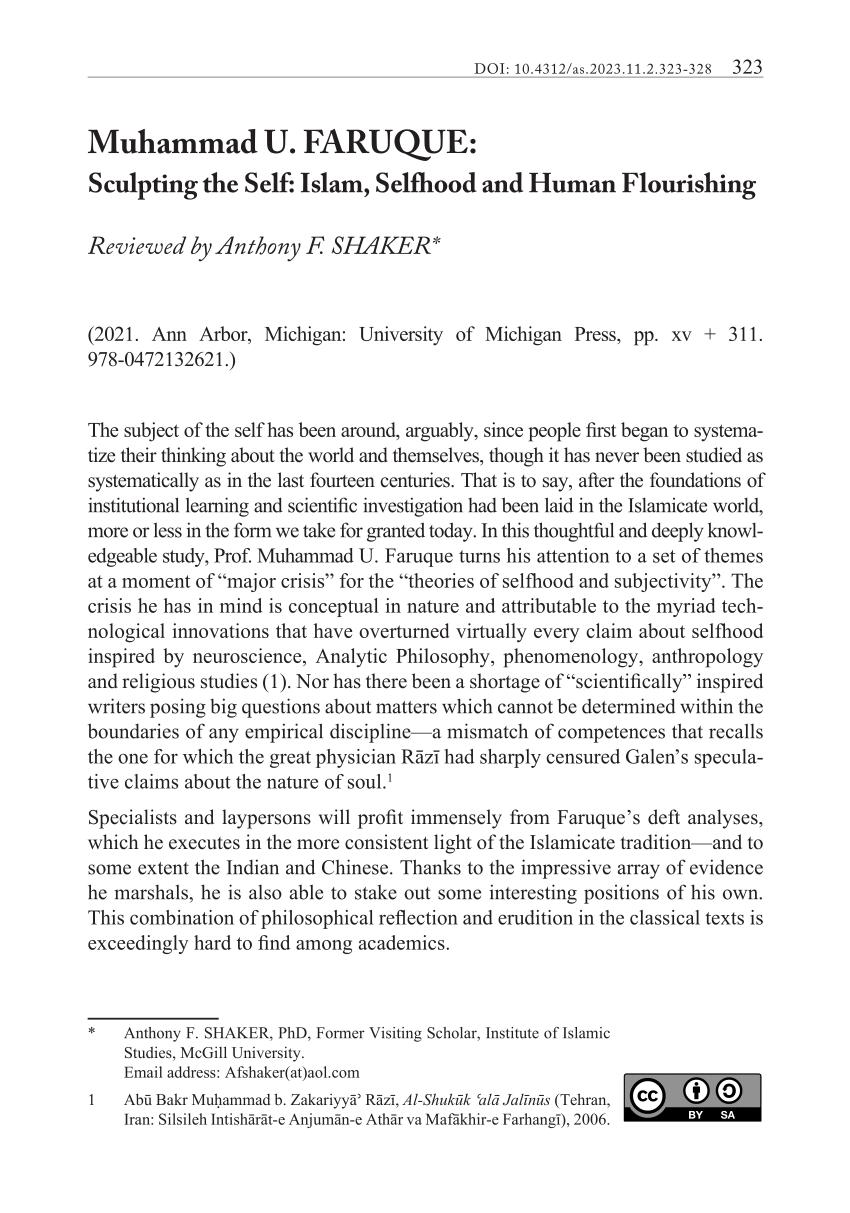 DOI: 10.4312/as.2023.11.2.323-328 323
Muhammad U. FARUQUE:
Sculpting the Self: Islam, Selfhood and Human Flourishing
Reviewed by Anthony F. SHAKER*
(2021. Ann Arbor, Michigan: University of Michigan Press, pp. xv + 311.
978-0472132621.)
The subject of the self has been around, arguably, since people first began to systema-
tize their thinking about the world and themselves, though it has never been studied as
systematically as in the last fourteen centuries. That is to say, after the foundations of
institutional learning and scientific investigation had been laid in the Islamicate world,
more or less in the form we take for granted today. In this thoughtful and deeply knowl-
edgeable study, Prof. Muhammad U. Faruque turns his attention to a set of themes
at a moment of “major crisis” for the “theories of selfhood and subjectivity”. The
crisis he has in mind is conceptual in nature and attributable to the myriad tech-
nological innovations that have overturned virtually every claim about selfhood
inspired by neuroscience, Analytic Philosophy, phenomenology, anthropology
and religious studies (1). Nor has there been a shortage of “scientifically” inspired
writers posing big questions about matters which cannot be determined within the
boundaries of any empirical discipline—a mismatch of competences that recalls
the one for which the great physician Rāzī had sharply censured Galen’s specula-
tive claims about the nature of soul.1
Specialists and laypersons will profit immensely from Faruque’s deft analyses,
which he executes in the more consistent light of the Islamicate tradition—and to
some extent the Indian and Chinese. Thanks to the impressive array of evidence
he marshals, he is also able to stake out some interesting positions of his own.
This combination of philosophical reflection and erudition in the classical texts is
exceedingly hard to find among academics.
* Anthony F. SHAKER, PhD, Former Visiting Scholar, Institute of Islamic
Studies, McGill University.
Email address: Afshaker(at)aol.com
1 Abū Bakr Muḥammad b. Zakariyyāʾ Rāzī, Al-Shukūk ʿalā Jalīnūs (Tehran,
Iran: Silsileh Intishārāt-e Anjumān-e Athār va Mafākhir-e Farhangī), 2006.
cc BY SA